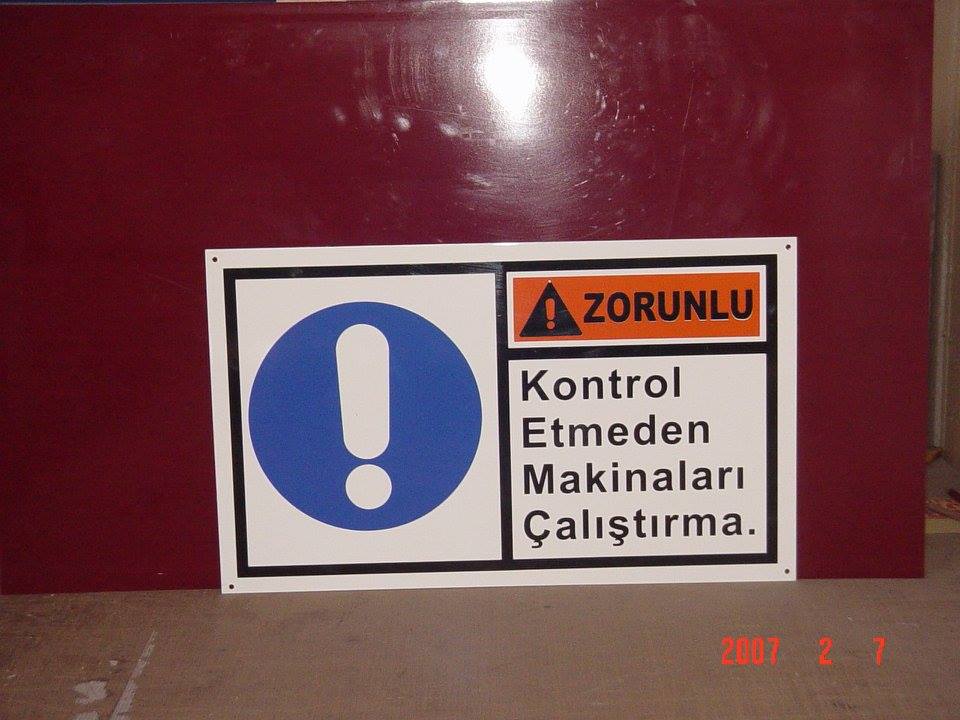 ZORUNLU
Kontrol
Etmeden
Makinaları
Çalıştırma.
2007 2 7